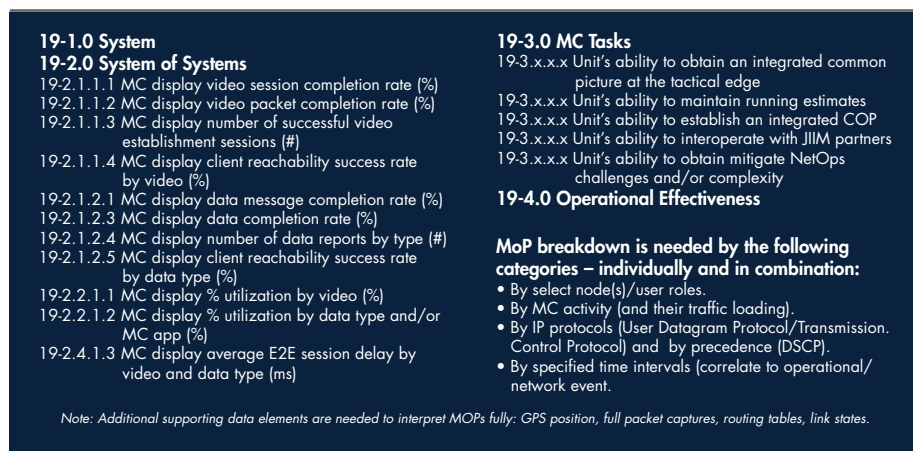 19-1.0 System
19-2.0 System of Systems
19-2.1.1.1 MC display video session completion rate (%)
19-2.1.1.2 MC display video packet completion rate (%)
19-2.1.1.3 MC display number of successful video
establishment sessions (#)
19-2.1.1.4 MC display client reachability success rate
by video (%)
19-2.1.2.1 MC display data message completion rate (%)
19-2.1.2.3 MC display data completion rate (%)
19-2.1.2.4 MC display number of data reports by type (#)
19-2.1.2.5 MC display client reachability success rate
by data type (%)
19-2.2.1.1 MC display % utilization by video (%)
19-2.2.1.2 MC display % utilization by data type and/or
MC app (%)
19-2.4.1.3 MC display average E2E session delay by
video and data type (ms)
19-3.0 MC Tasks
19-3.x.x.x Unit's ability to obtain an integrated common
picture at the tactical edge
19-3.x.x.x Unit's ability to maintain running estimates
19-3.x.x.x Unit's ability to establish an integrated COP
19-3.x.x.x Unit's ability to interoperate with JIIM partners
19-3.x.x.x Unit's ability to obtain mitigate NetOps
challenges and/or complexity
19-4.0 Operational Effectiveness
MoP breakdown is needed by the following
categories – individually and in combination:
• By select node(s)/user roles.
• By MC activity (and their traffic loading).
• By IP protocols (User Datagram Protocol/Transmission.
Control Protocol) and by precedence (DSCP).
• By specified time intervals (correlate to operational/
network event.
Note: Additional supporting data elements are needed to interpret MOPs fully: GPS position, full packet captures, routing tables, link states.